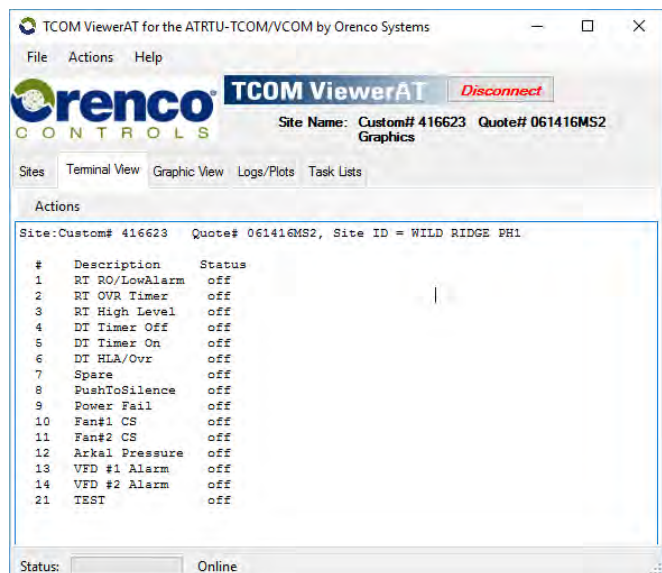 TCOM ViewerAT for the ATRTU-TCOM/VCOM by Orenco Systems
File Actions Help
Orenco
CONTROLS
TCOM ViewerAT
Disconnect
Site Name: Custom# 416623 Quote# 061416MS2
Graphics
Sites Terminal View Graphic View Logs/Plots Task Lists
Actions
Site:Custom# 416623 Quote# 061416MS2, Site ID = WILD RIDGE PH1
# Description Status
1 RT RO/LowAlarm off
2 RT OVR Timer off
3 RT High Level off
4 DT Timer Off off
5 DT Timer On off
6 DT HLA/Ovr off
7 Spare off
8 PushToSilence off
9 Power Fail off
10 Fan#1 CS off
11 Fan#2 CS off
12 Arkal Pressure off
13 VFD #1 Alarm off
14 VFD #2 Alarm off
21 TEST off
Status: Online